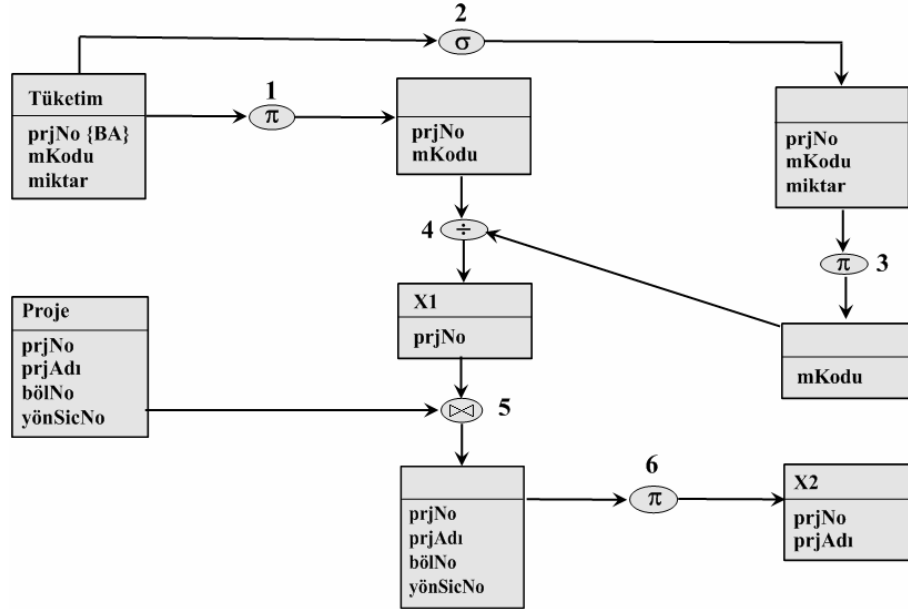 2
σ
Tüketim
prjNo {BA}
mKodu
miktar
1
π
prjNo
mKodu
prjNo
mKodu
miktar
4 ÷
π 3
Proje
prjNo
prjAdı
bölNo
yönSicNo
X1
prjNo
mKodu
⋈ 5
prjNo
prjAdı
bölNo
yönSicNo
6
π
X2
prjNo
prjAdı